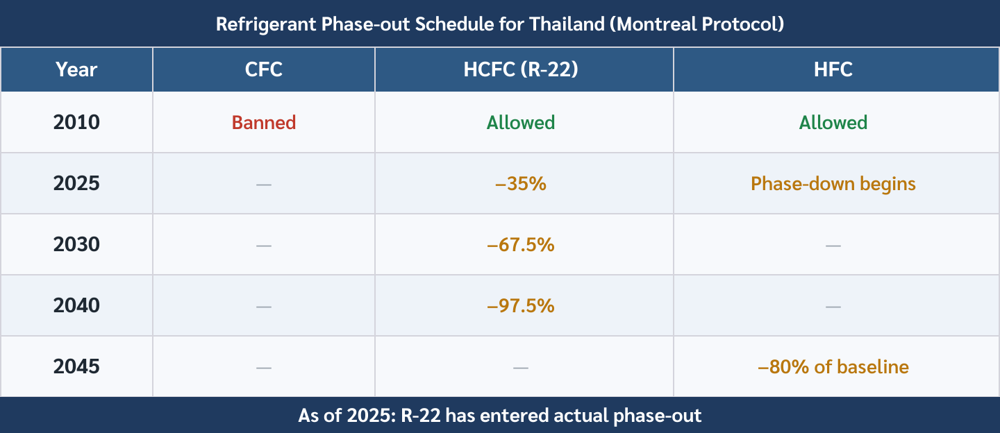 Refrigerant Phase-out Schedule for Thailand (Montreal Protocol)
Year CFC HCFC (R-22) HFC
2010 Banned Allowed Allowed
2025 — –35% Phase-down begins
2030 — –67.5% —
2040 — –97.5% —
2045 — — –80% of baseline
As of 2025: R-22 has entered actual phase-out